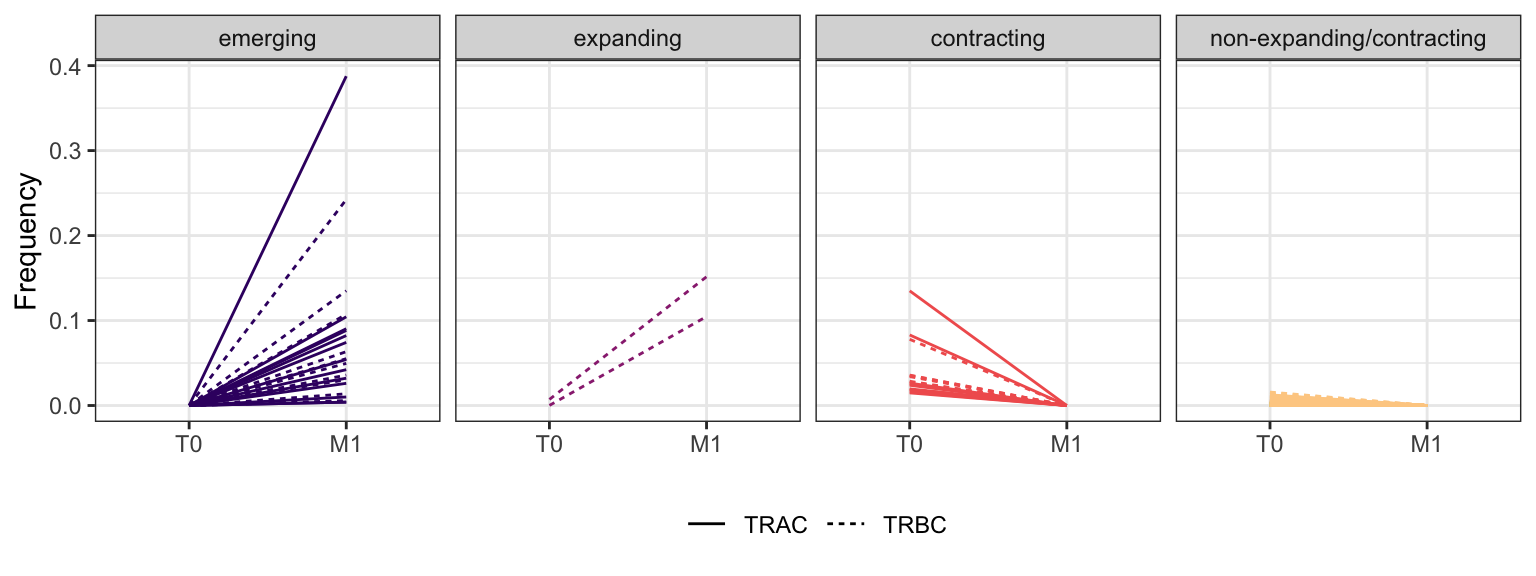 emerging expanding contracting non-expanding/contracting
Frequency
0.4
0.3
0.2
0.1
0.0
T0 M1 T0 M1 T0 M1 T0 M1
TRAC TRBC